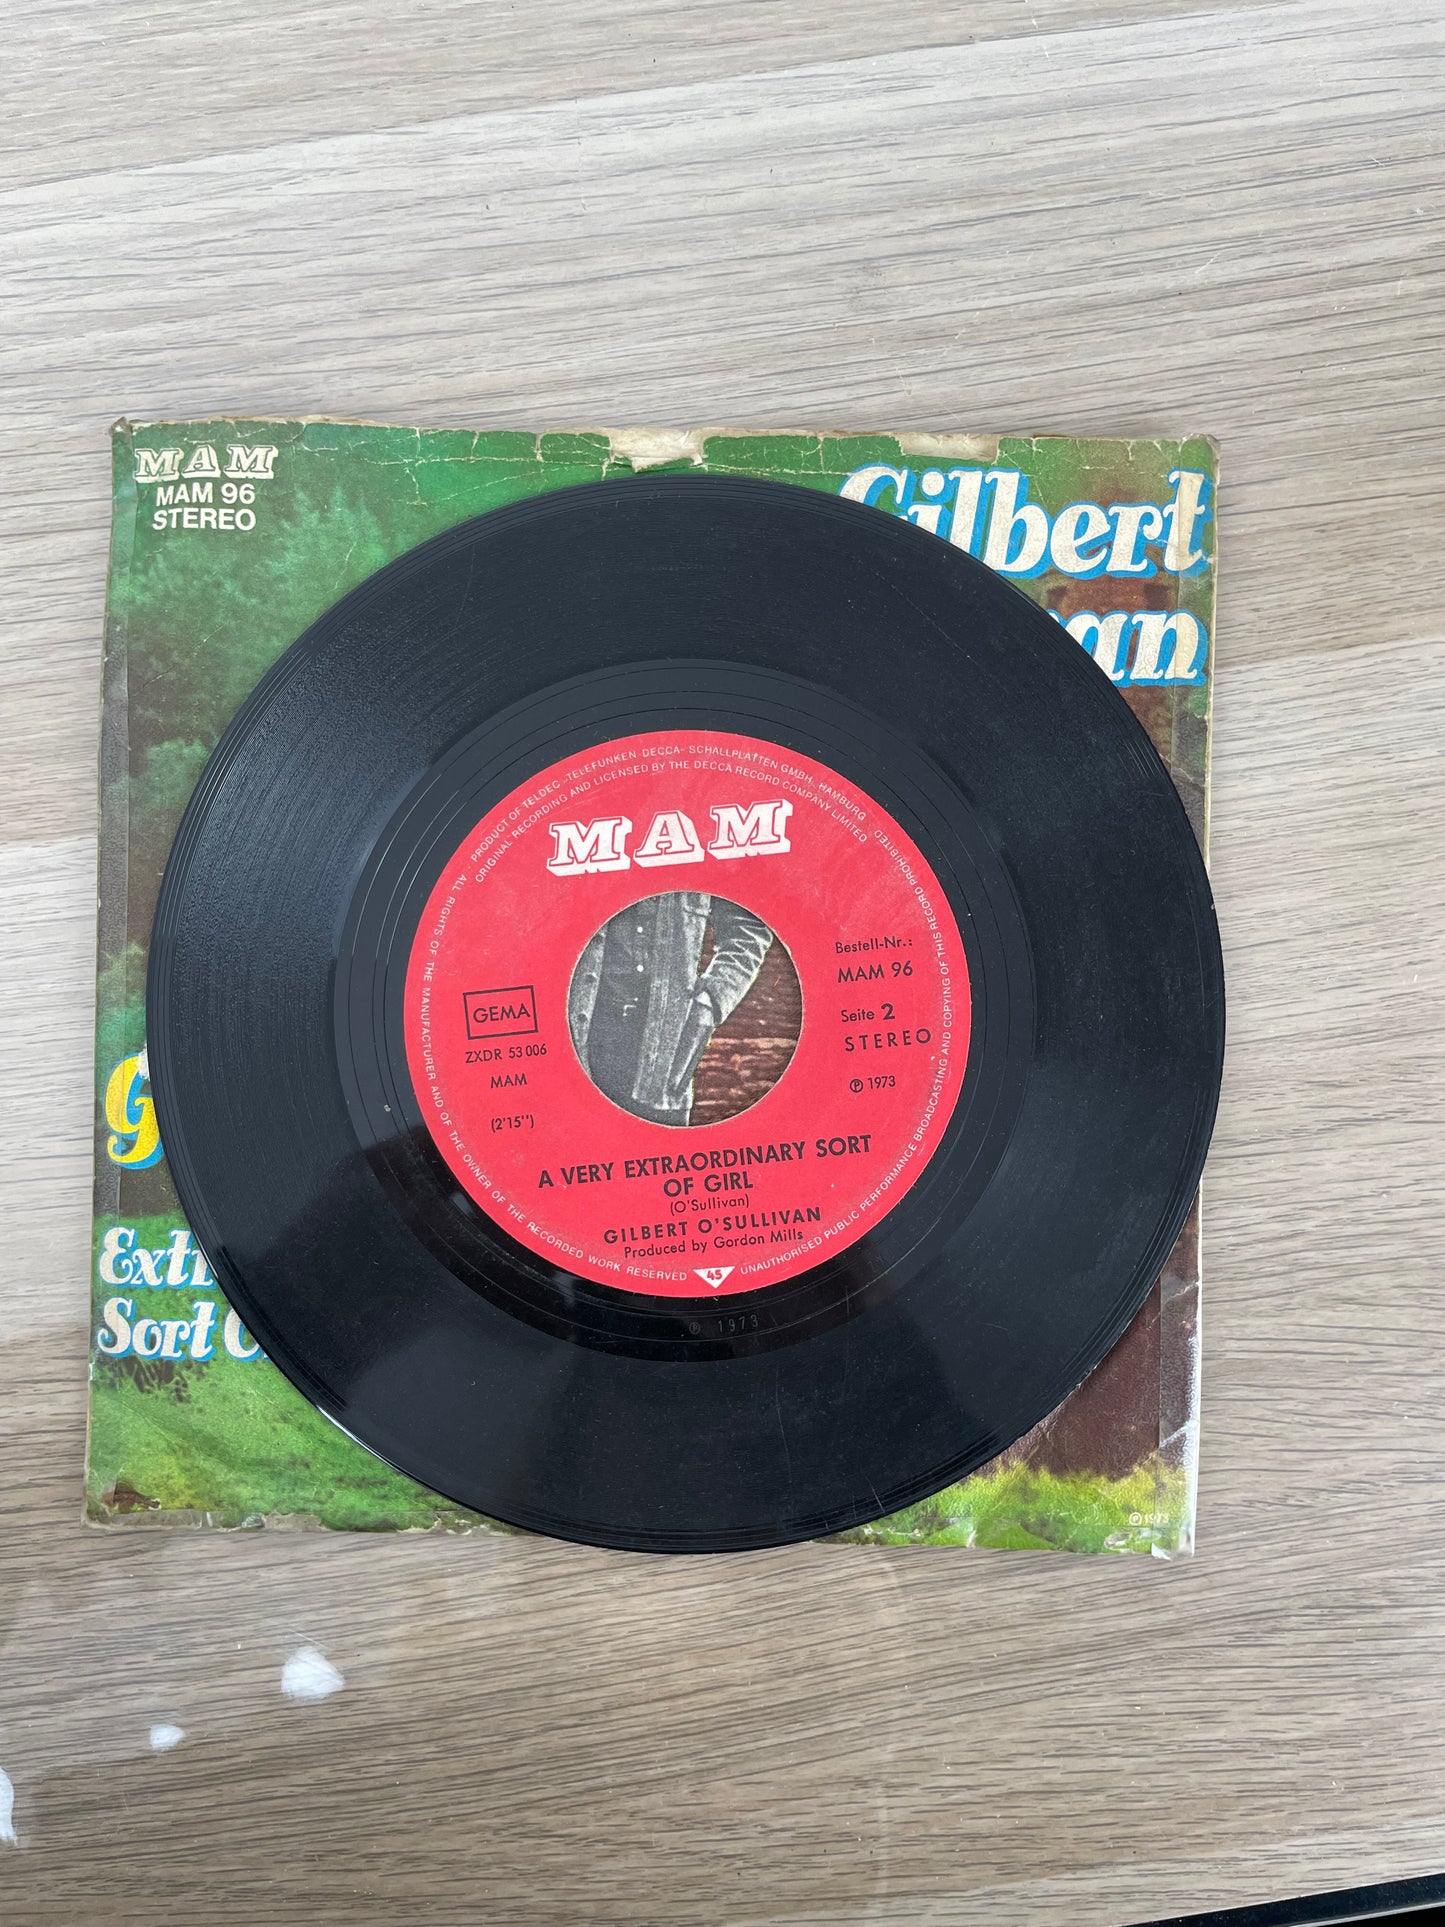 MAM
MAM 96
STEREO
Gilbert
van
G
Extr
Sort O
℗ 1973
PRODUCT OF TELDEC „TELEFUNKEN-DECCA“ SCHALLPLATTEN GMBH., HAMBURG
ORIGINAL RECORDING AND LICENSED BY THE DECCA RECORD COMPANY LIMITED
ALL RIGHTS OF THE MANUFACTURER AND OF THE OWNER OF THE RECORDED WORK RESERVED
UNAUTHORISED PUBLIC PERFORMANCE BROADCASTING AND COPYING OF THIS RECORD PROHIBITED
MAM
Bestell-Nr.:
MAM 96
Seite 2
STEREO
℗ 1973
GEMA
ZXDR 53 006
MAM
(2'15'')
A VERY EXTRAORDINARY SORT
OF GIRL
(O'Sullivan)
GILBERT O'SULLIVAN
Produced by Gordon Mills
45
℗ 1973